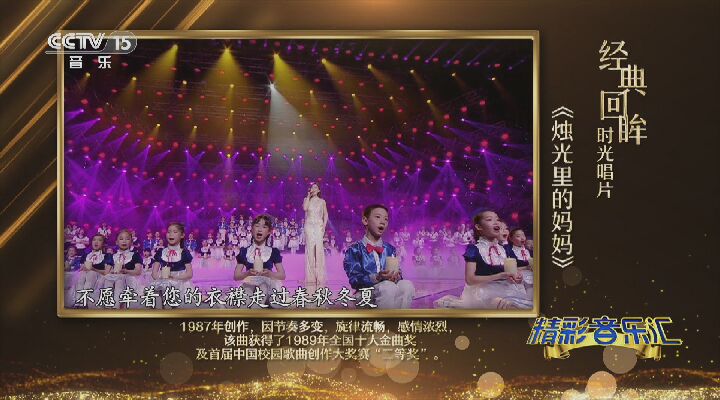 CCTV 15
音乐
经典回眸
时光唱片
《烛光里的妈妈》
不愿牵着您的衣襟走过春秋冬夏
1987年创作，因节奏多变，旋律流畅，感情浓烈，
该曲获得了1989年全国十大金曲奖
及首届中国校园歌曲创作大奖赛“二等奖”。
精彩音乐汇